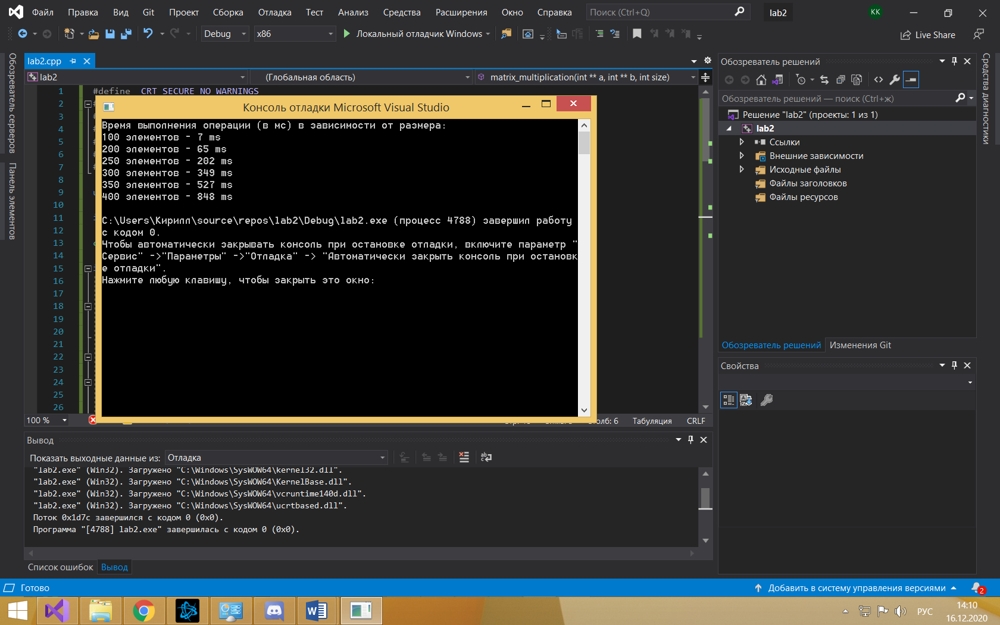 Файл Правка Вид Git Проект Сборка Отладка Тест Анализ Средства Расширения Окно Справка Поиск (Ctrl+Q) lab2 KK
Debug x86 Локальный отладчик Windows Live Share
Обозреватель серверов
Панель элементов
lab2.cpp
lab2 (Глобальная область) matrix_multiplication(int ** a, int ** b, int size)
1 #define _CRT_SECURE_NO_WARNINGS
2
3
4
5
6
7
8
9
10
11
12
13
14
15
16
17
18
19
20
21
22
23
24
25
26
Консоль отладки Microsoft Visual Studio
Время выполнения операции (в мс) в зависимости от размера:
100 элементов - 7 ms
200 элементов - 65 ms
250 элементов - 202 ms
300 элементов - 349 ms
350 элементов - 527 ms
400 элементов - 848 ms
C:\Users\Кирилл\source\repos\lab2\Debug\lab2.exe (процесс 4788) завершил работу
с кодом 0.
Чтобы автоматически закрывать консоль при остановке отладки, включите параметр "
Сервис" ->"Параметры" ->"Отладка" -> "Автоматически закрыть консоль при остановк
е отладки".
Нажмите любую клавишу, чтобы закрыть это окно:
100 % Столб: 6 Табуляция CRLF
Вывод
Показать выходные данные из: Отладка
"lab2.exe" (Win32). Загружено "C:\Windows\SysWOW64\kernel32.dll".
"lab2.exe" (Win32). Загружено "C:\Windows\SysWOW64\KernelBase.dll".
"lab2.exe" (Win32). Загружено "C:\Windows\SysWOW64\vcruntime140d.dll".
"lab2.exe" (Win32). Загружено "C:\Windows\SysWOW64\ucrtbased.dll".
Поток 0x1d7c завершился с кодом 0 (0x0).
Программа "[4788] lab2.exe" завершилась с кодом 0 (0x0).
Список ошибок Вывод
Обозреватель решений
Обозреватель решений — поиск (Ctrl+ж)
Решение "lab2" (проекты: 1 из 1)
lab2
Ссылки
Внешние зависимости
Исходные файлы
Файлы заголовков
Файлы ресурсов
Обозреватель решений Изменения Git
Свойства
Средства диагностики
Готово Добавить в систему управления версиями 2
РУС 14:10
16.12.2020